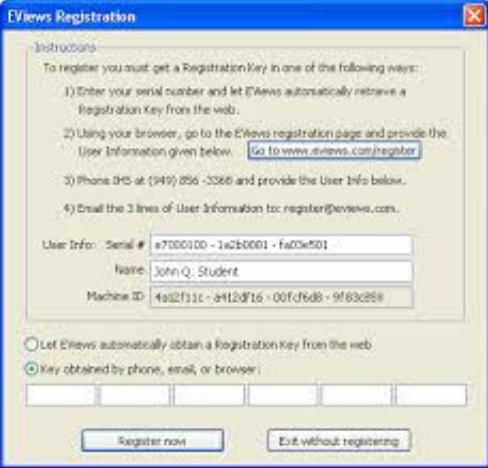 EViews Registration
Instructions
To register you must get a Registration Key in one of the following ways:
1) Enter your serial number and let EViews automatically retrieve a
Registration Key from the web.
2) Using your browser, go to the EViews registration page and provide the
User Information given below. Go to www.eviews.com/register
3) Phone IHS at (949) 856 -3368 and provide the User Info below.
4) Email the 3 lines of User Information to: register@eviews.com.
User Info: Serial # e7000100 - 1a2b0001 - fa03e501
Name John Q. Student
Machine ID
Let EViews automatically obtain a Registration Key from the web
Key obtained by phone, email, or browser:
Register now Exit without registering